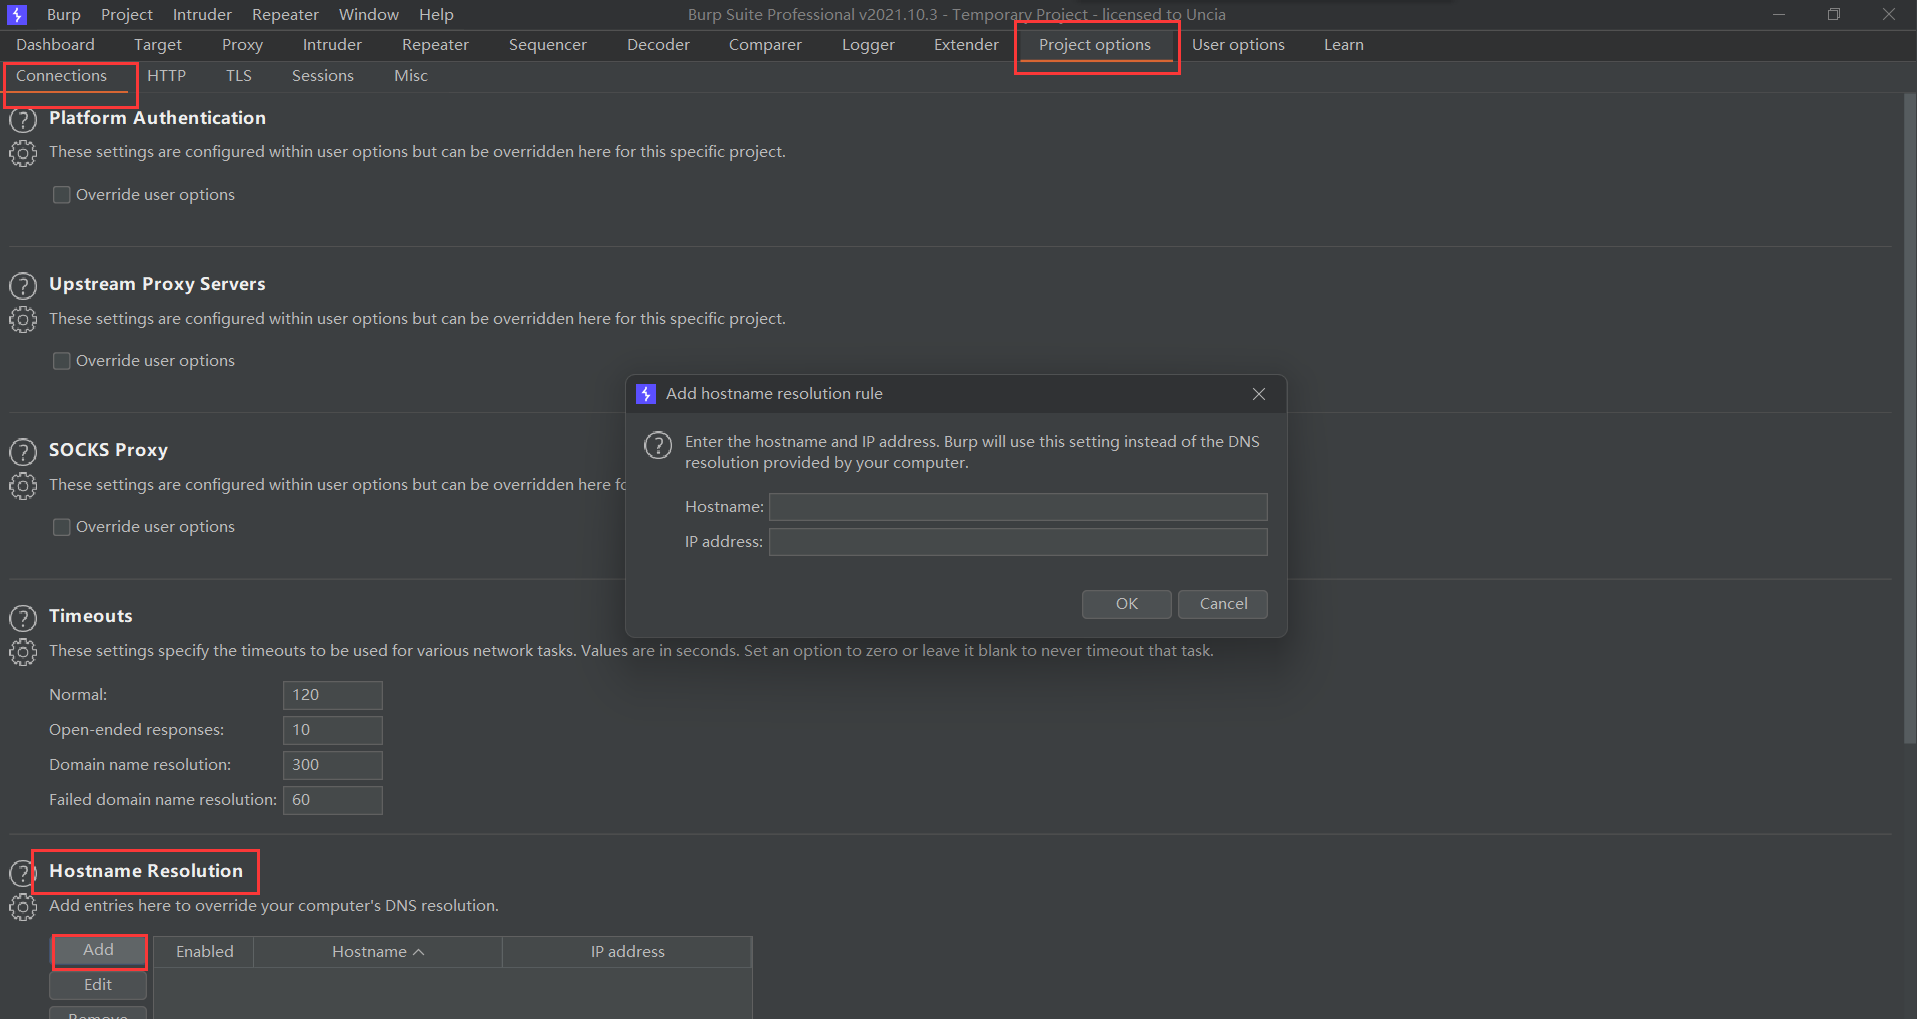 Burp Project Intruder Repeater Window Help
Burp Suite Professional v2021.10.3 - Temporary Project - licensed to Uncia
Dashboard Target Proxy Intruder Repeater Sequencer Decoder Comparer Logger Extender Project options User options Learn
Connections HTTP TLS Sessions Misc
Platform Authentication
These settings are configured within user options but can be overridden here for this specific project.
Override user options
Upstream Proxy Servers
These settings are configured within user options but can be overridden here for this specific project.
Override user options
SOCKS Proxy
These settings are configured within user options but can be overridden here fo
Override user options
Add hostname resolution rule
Enter the hostname and IP address. Burp will use this setting instead of the DNS
resolution provided by your computer.
Hostname:
IP address:
OK Cancel
Timeouts
These settings specify the timeouts to be used for various network tasks. Values are in seconds. Set an option to zero or leave it blank to never timeout that task.
Normal: 120
Open-ended responses: 10
Domain name resolution: 300
Failed domain name resolution: 60
Hostname Resolution
Add entries here to override your computer's DNS resolution.
Add Enabled Hostname IP address
Edit
Remove